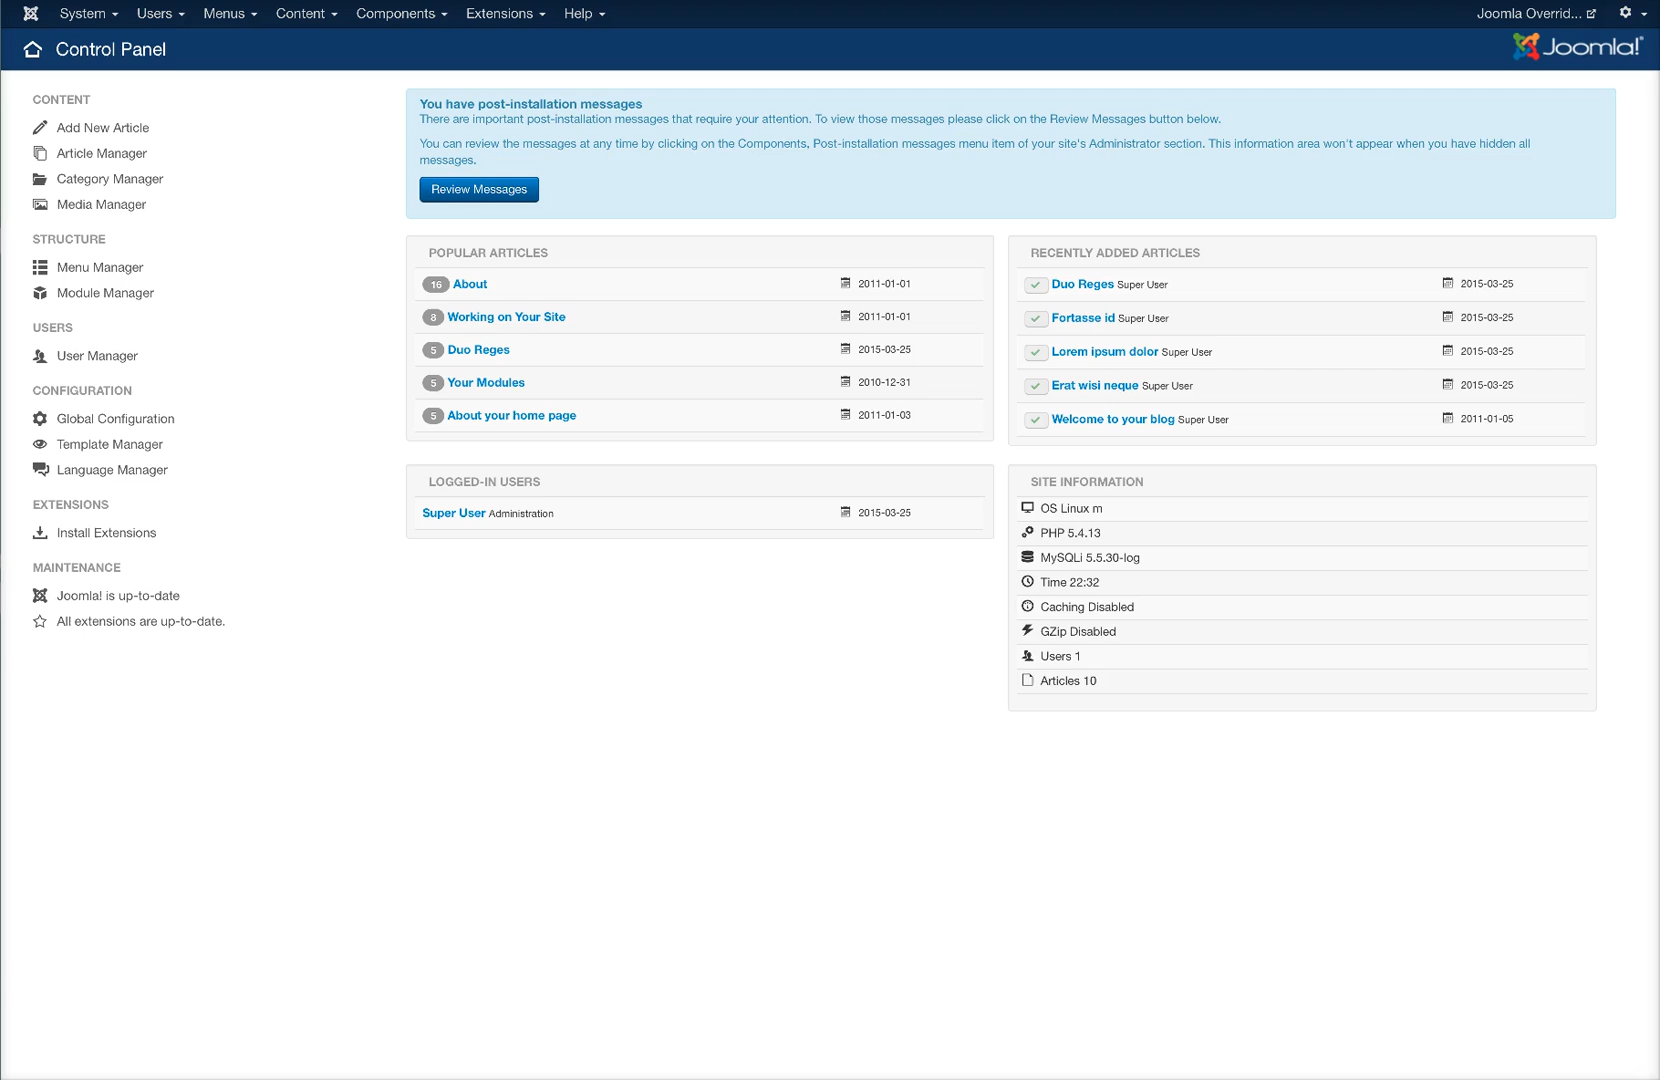 System Users Menus Content Components Extensions Help Joomla Overrid...
Control Panel Joomla!®
CONTENT
Add New Article
Article Manager
Category Manager
Media Manager
STRUCTURE
Menu Manager
Module Manager
USERS
User Manager
CONFIGURATION
Global Configuration
Template Manager
Language Manager
EXTENSIONS
Install Extensions
MAINTENANCE
Joomla! is up-to-date
All extensions are up-to-date.
You have post-installation messages
There are important post-installation messages that require your attention. To view those messages please click on the Review Messages button below.
You can review the messages at any time by clicking on the Components, Post-installation messages menu item of your site's Administrator section. This information area won't appear when you have hidden all
messages.
Review Messages
POPULAR ARTICLES
16 About 2011-01-01
8 Working on Your Site 2011-01-01
5 Duo Reges 2015-03-25
5 Your Modules 2010-12-31
5 About your home page 2011-01-03
RECENTLY ADDED ARTICLES
Duo Reges Super User 2015-03-25
Fortasse id Super User 2015-03-25
Lorem ipsum dolor Super User 2015-03-25
Erat wisi neque Super User 2015-03-25
Welcome to your blog Super User 2011-01-05
LOGGED-IN USERS
Super User Administration 2015-03-25
SITE INFORMATION
OS Linux m
PHP 5.4.13
MySQLi 5.5.30-log
Time 22:32
Caching Disabled
GZip Disabled
Users 1
Articles 10